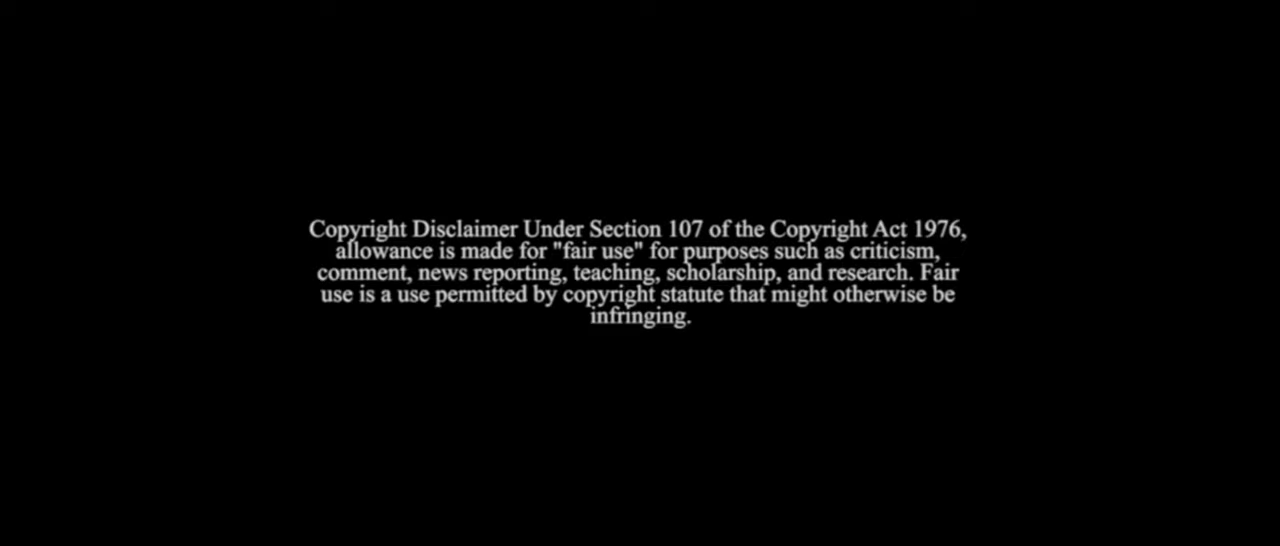 Copyright Disclaimer Under Section 107 of the Copyright Act 1976,
allowance is made for "fair use" for purposes such as criticism,
comment, news reporting, teaching, scholarship, and research. Fair
use is a use permitted by copyright statute that might otherwise be
infringing.